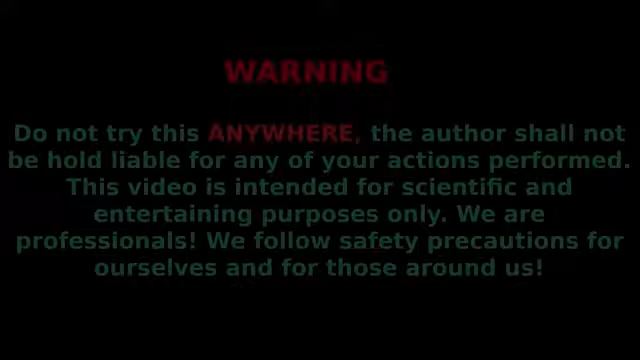 WARNING
Do not try this ANYWHERE, the author shall not
be hold liable for any of your actions performed.
This video is intended for scientific and
entertaining purposes only. We are
professionals! We follow safety precautions for
ourselves and for those around us!